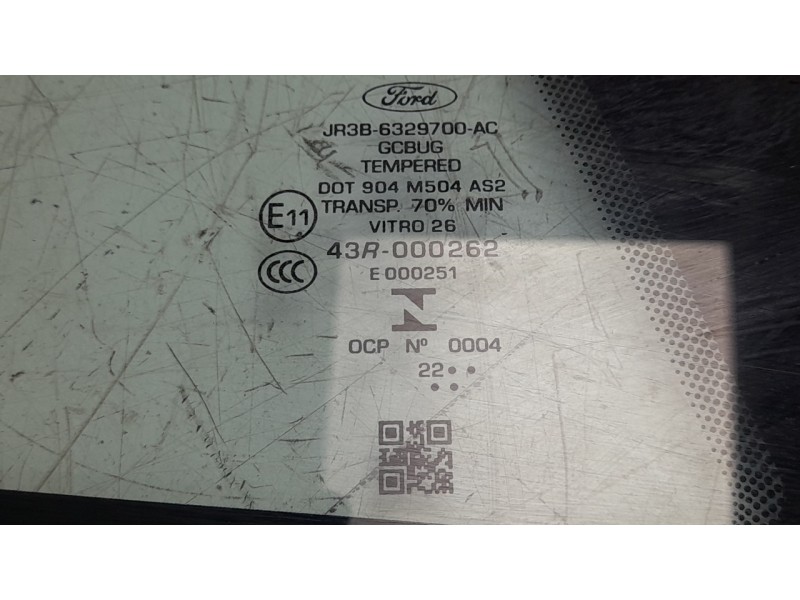 Ford
JR3B-6329700-AC
GCBUG
TEMPERED
DOT 904 M504 AS2
TRANSP. 70% MIN
VITRO 26
E11
43R-000262
CCC
E 000251
OCP Nº 0004
22